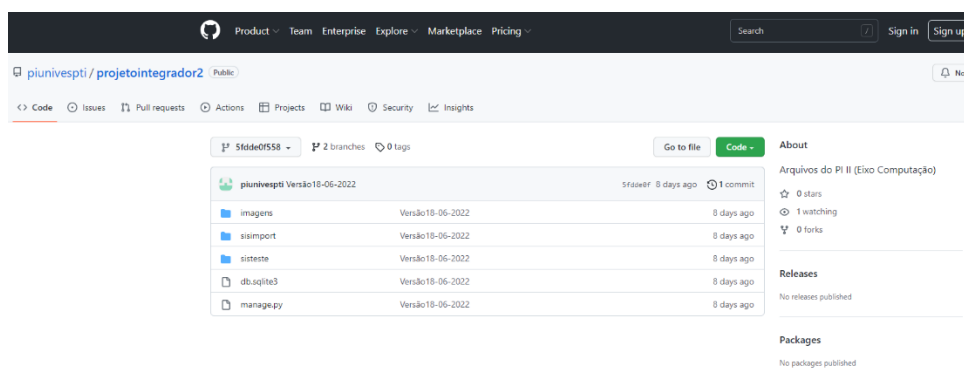 Product Team Enterprise Explore Marketplace Pricing Search / Sign in Sign up
piunivespti / projetointegrador2 Public
<> Code Issues Pull requests Actions Projects Wiki Security Insights
5fdde0f558 2 branches 0 tags Go to file Code
About
Arquivos do PI II (Eixo Computação)
0 stars
1 watching
0 forks
piunivespti Versão18-06-2022 5fdde0f 8 days ago 1 commit
imagens Versão18-06-2022 8 days ago
sisimport Versão18-06-2022 8 days ago
sisteste Versão18-06-2022 8 days ago
db.sqlite3 Versão18-06-2022 8 days ago
manage.py Versão18-06-2022 8 days ago
Releases
No releases published
Packages
No packages published